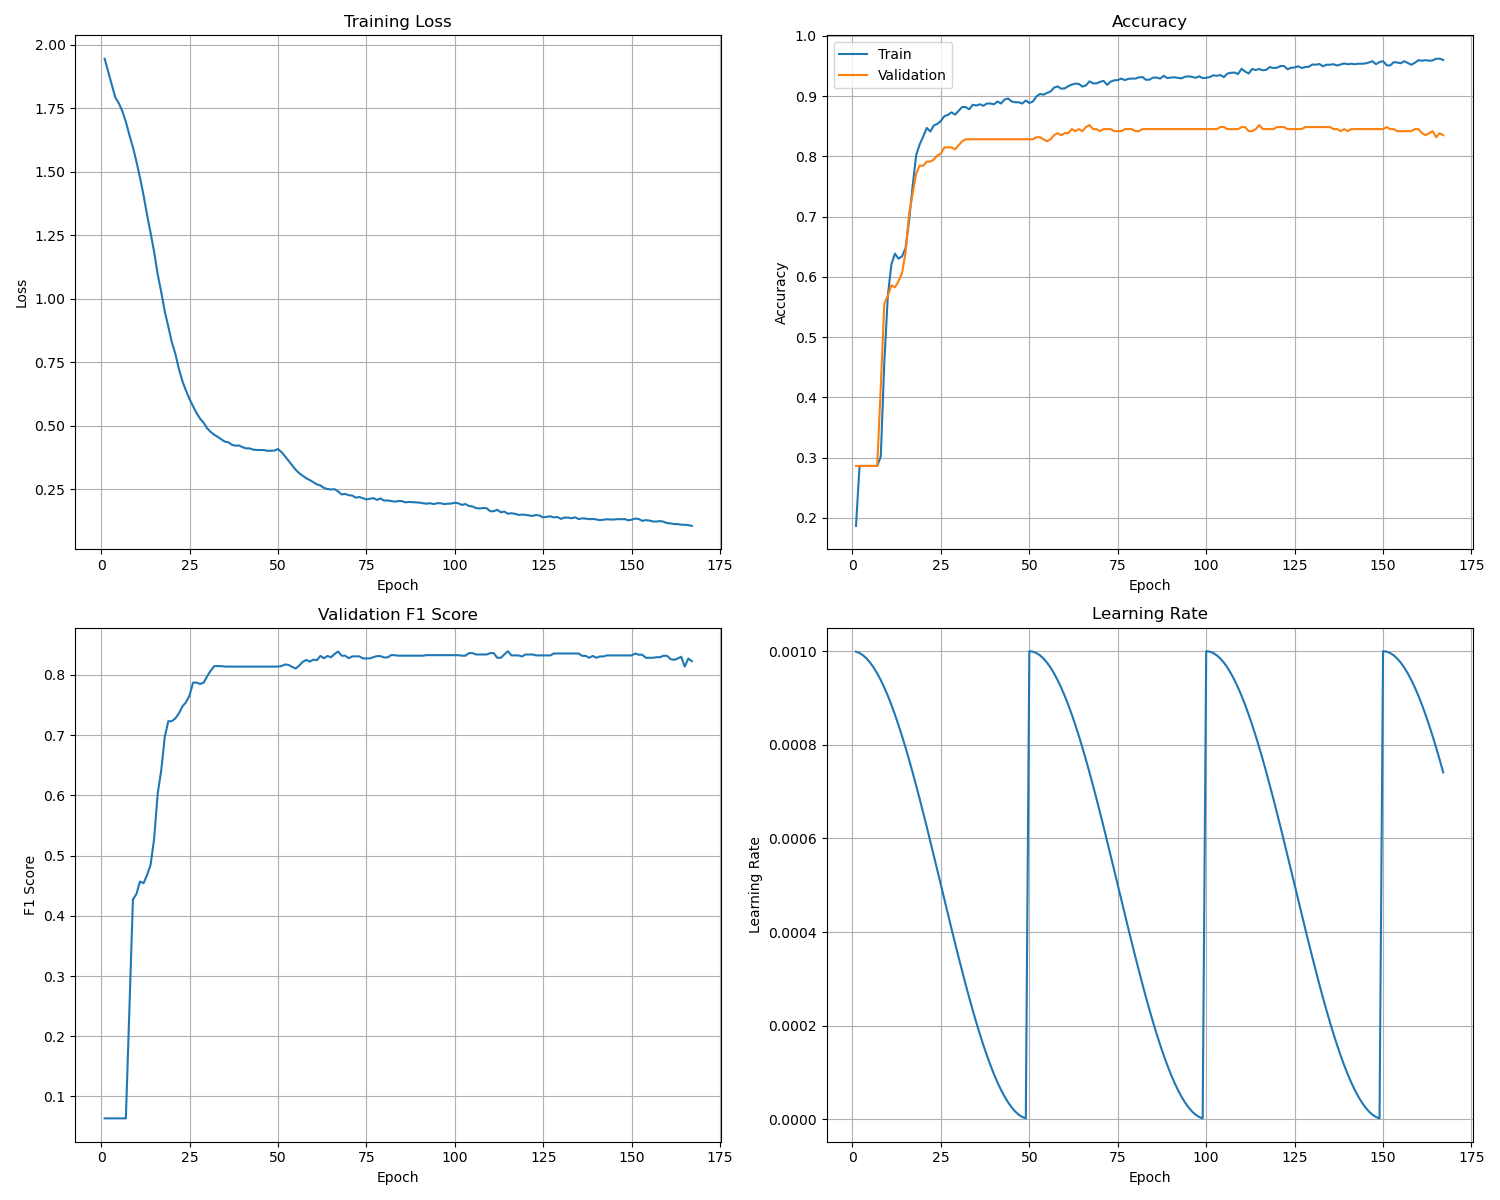 Training Loss
2.00
1.75
1.50
1.25
1.00
0.75
0.50
0.25
Loss
0 25 50 75 100 125 150 175
Epoch
Accuracy
1.0
0.9
0.8
0.7
0.6
0.5
0.4
0.3
0.2
Accuracy
Train
Validation
0 25 50 75 100 125 150 175
Epoch
Validation F1 Score
0.8
0.7
0.6
0.5
0.4
0.3
0.2
0.1
F1 Score
0 25 50 75 100 125 150 175
Epoch
Learning Rate
0.0010
0.0008
0.0006
0.0004
0.0002
0.0000
Learning Rate
0 25 50 75 100 125 150 175
Epoch